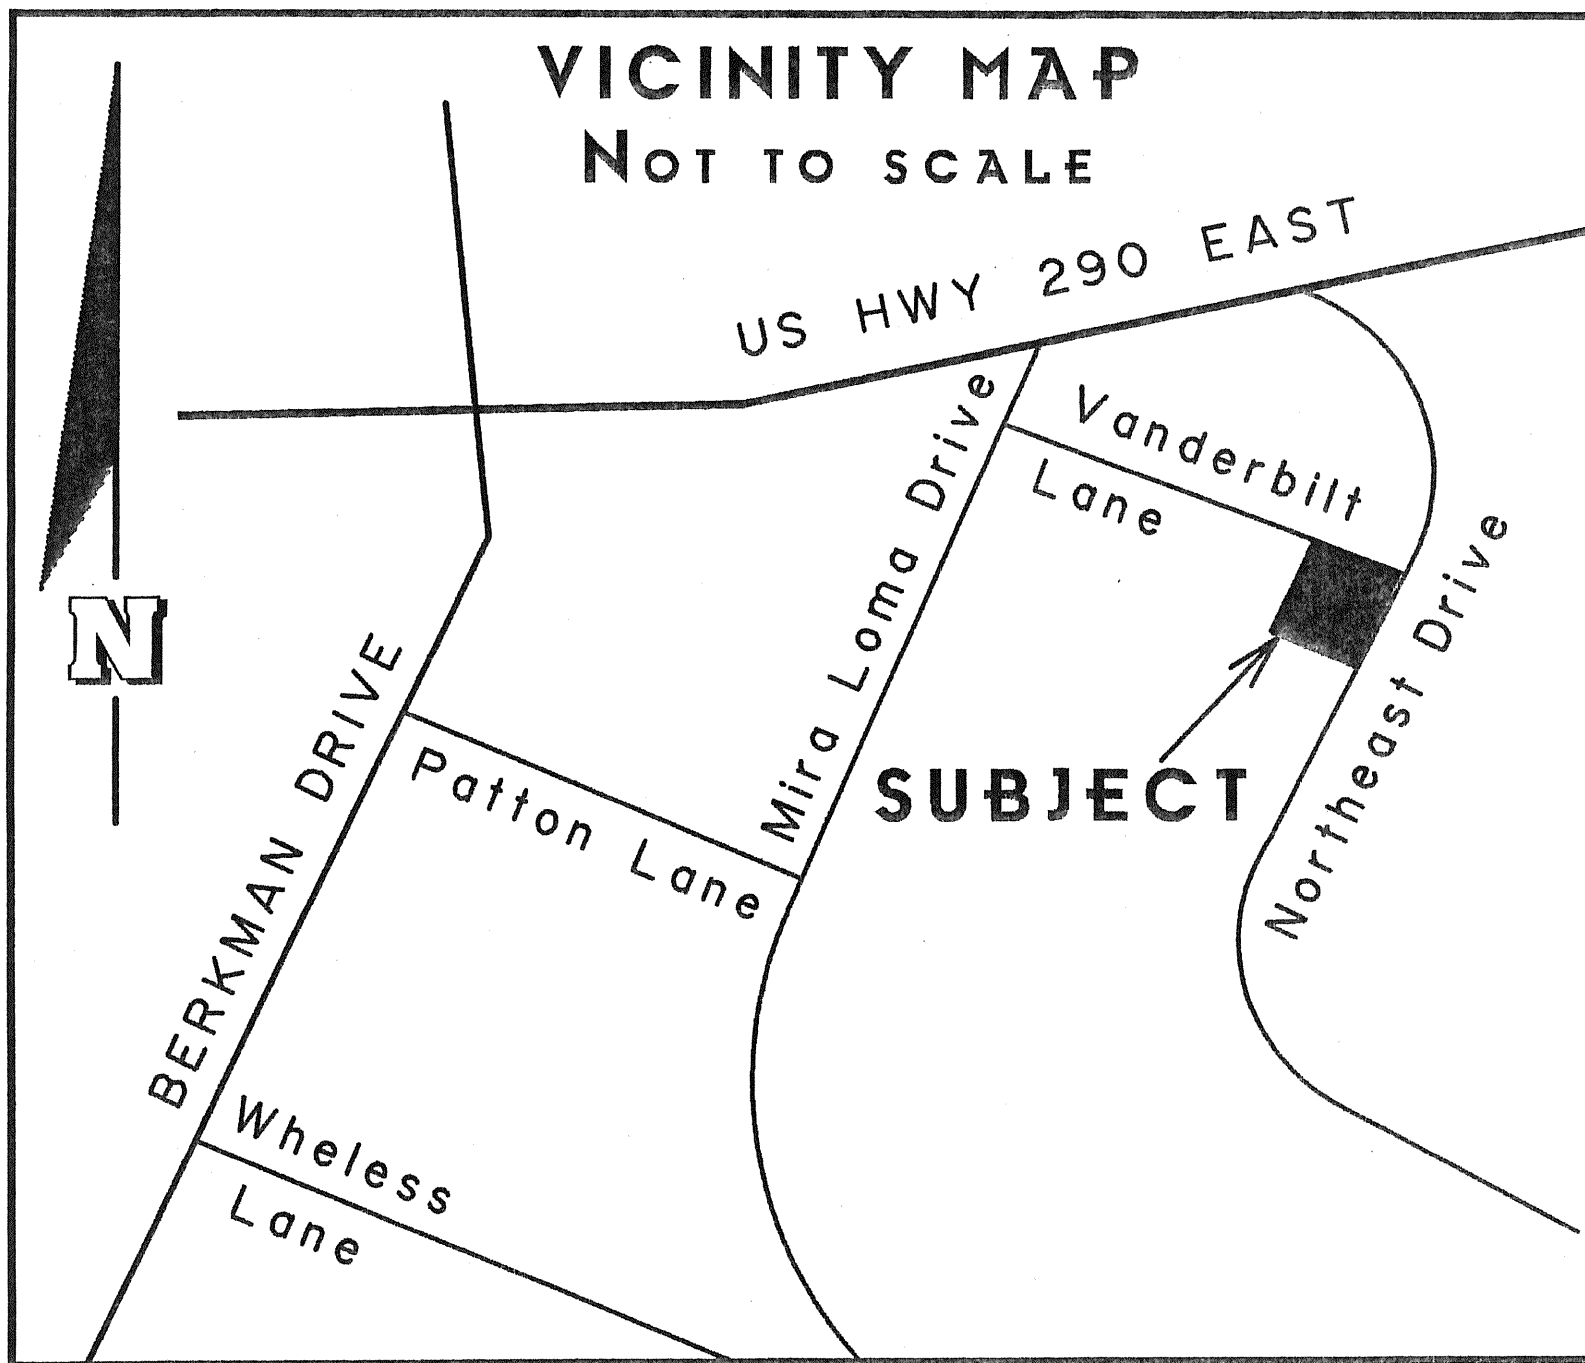 VICINITY MAP
NOT TO SCALE
US HWY 290 EAST
Vanderbilt
Lane
Mira Loma Drive
Northeast Drive
N
SUBJECT
BERKMAN DRIVE
Patton Lane
Wheless
Lane